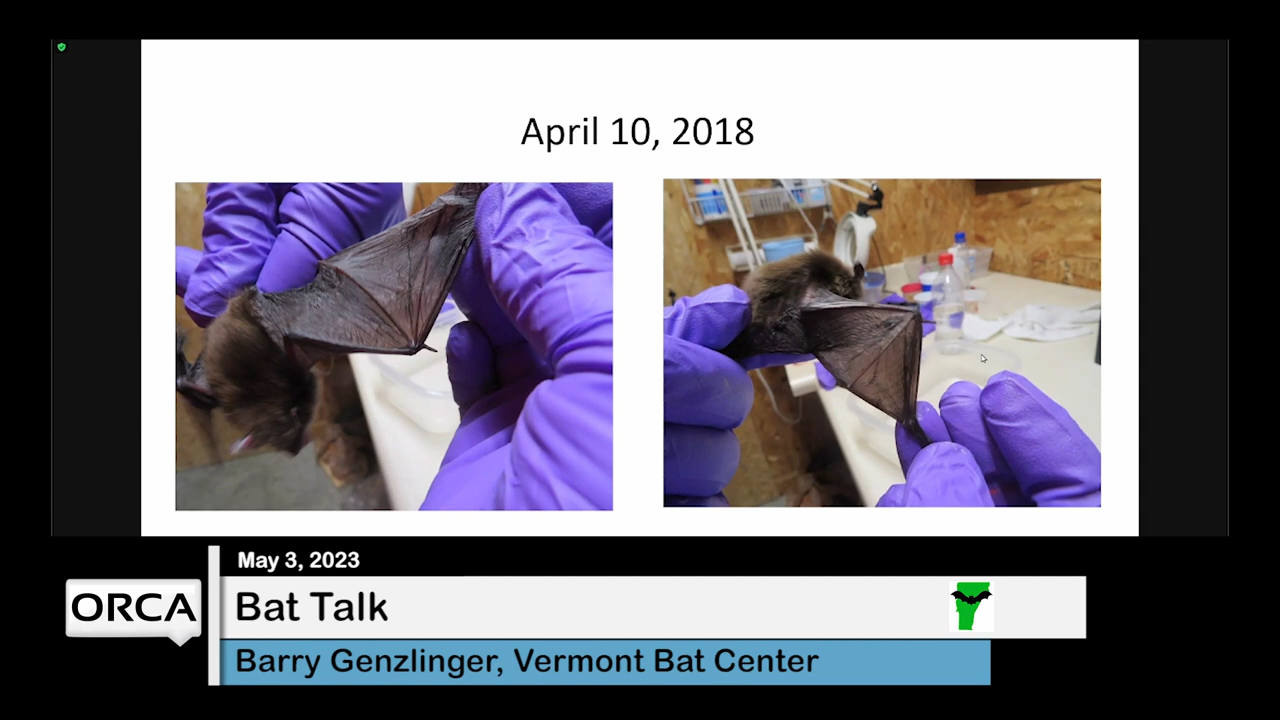 April 10, 2018
May 3, 2023
ORCA
Bat Talk
Barry Genzlinger, Vermont Bat Center